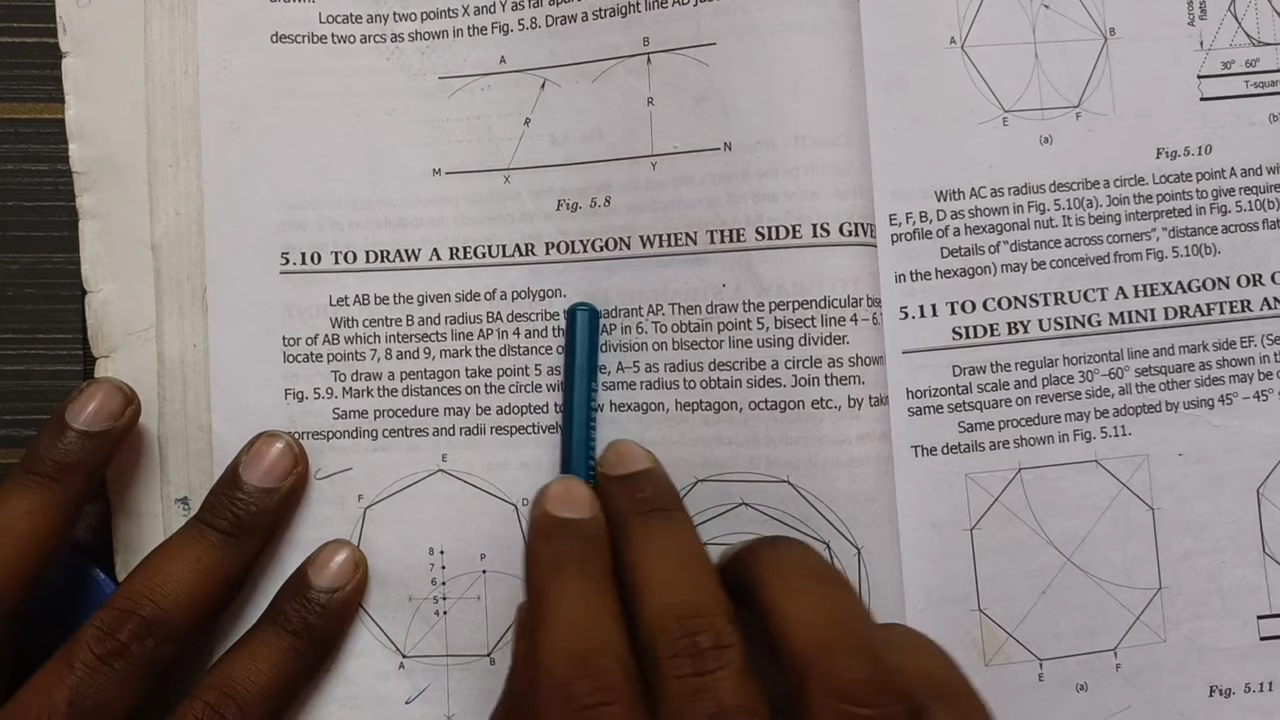 Locate any two points X and Y as far
describe two arcs as shown in the Fig. 5.8. Draw a straight line AB
A
B
R
R
M
N
X
Y
Fig. 5.8
5.10 TO DRAW A REGULAR POLYGON WHEN THE SIDE IS GIVE
Let AB be the given side of a polygon.
With centre B and radius BA describe AP. Then draw the perpendicular
tor of AB which intersects line AP in 4 and AP in 6. To obtain point 5, bisect line 4–6.
locate points 7, 8 and 9, mark the distance division on bisector line using divider.
To draw a pentagon take point 5 as A–5 as radius describe a circle as shown
Fig. 5.9. Mark the distances on the circle same radius to obtain sides. Join them.
Same procedure may be adopted hexagon, heptagon, octagon etc., by
orresponding centres and radii respectively
E
F
D
8
7
6
5
4
P
A
B
A
B
E
F
(a)
Across
flats
30° -60°
T-squar
(b)
Fig.5.10
With AC as radius describe a circle. Locate point A and wi
E, F, B, D as shown in Fig. 5.10(a). Join the points to give require
profile of a hexagonal nut. It is being interpreted in Fig. 5.10(b)
Details of "distance across corners", "distance across fla
in the hexagon) may be conceived from Fig. 5.10(b).
5.11 TO CONSTRUCT A HEXAGON OR
SIDE BY USING MINI DRAFTER
Draw the regular horizontal line and mark side EF. (Se
horizontal scale and place 30°–60° setsquare as shown in
same setsquare on reverse side, all the other sides may be
Same procedure may be adopted by using 45° – 45°
The details are shown in Fig. 5.11.
E
F
(a)
Fig. 5.11